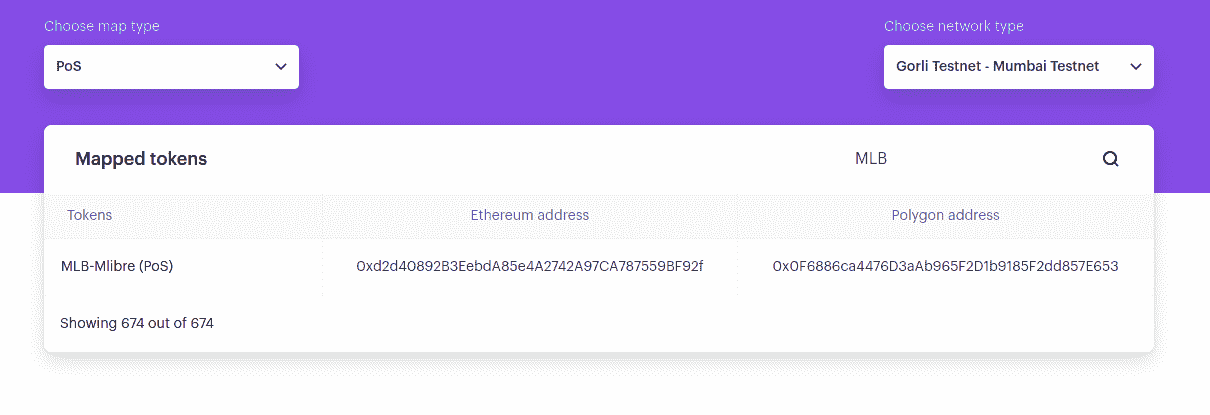 Choose map type
Choose network type
PoS
Gorli Testnet - Mumbai Testnet
Mapped tokens
MLB
Tokens
Ethereum address
Polygon address
MLB-Mlibre (PoS)
0xd2d40892B3EebdA85e4A2742A97CA787559BF92f
0x0F6886ca4476D3aAb965F2D1b9185F2dd857E653
Showing 674 out of 674